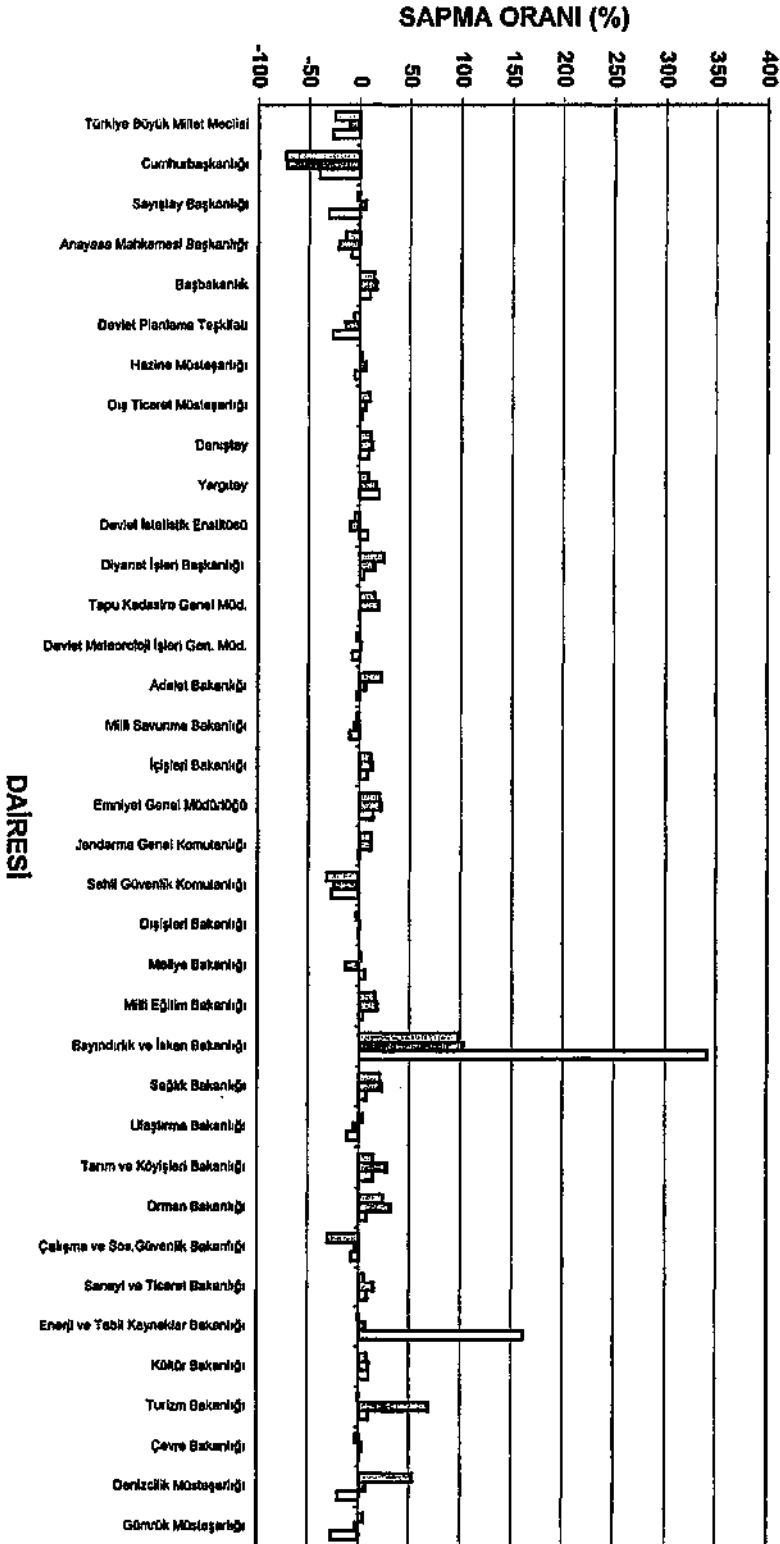 SAPMA ORANI (%)
-100
-50
0
50
100
150
200
250
300
350
400
Türkiye Büyük Millet Meclisi
Cumhurbaşkanlığı
Sayıştay Başkanlığı
Anayasa Mahkemesi Başkanlığı
Başbakanlık
Devlet Planlama Teşkilatı
Hazine Müsteşarlığı
Dış Ticaret Müsteşarlığı
Danıştay
Yargıtay
Devlet İstatistik Enstitüsü
Diyanet İşleri Başkanlığı
Tapu Kadastro Genel Müd.
Devlet Meteoroloji İşleri Gen. Müd.
Adalet Bakanlığı
Milli Savunma Bakanlığı
İçişleri Bakanlığı
Emniyet Genel Müdürlüğü
Jandarma Genel Komutanlığı
Sahil Güvenlik Komutanlığı
Dışişleri Bakanlığı
Maliye Bakanlığı
Milli Eğitim Bakanlığı
Bayındırlık ve İskan Bakanlığı
Sağlık Bakanlığı
Ulaştırma Bakanlığı
Tarım ve Köyişleri Bakanlığı
Orman Bakanlığı
Çalışma ve Sos.Güvenlik Bakanlığı
Sanayi ve Ticaret Bakanlığı
Enerji ve Tabii Kaynaklar Bakanlığı
Kültür Bakanlığı
Turizm Bakanlığı
Çevre Bakanlığı
Denizcilik Müsteşarlığı
Gümrük Müsteşarlığı
DAİRESİ